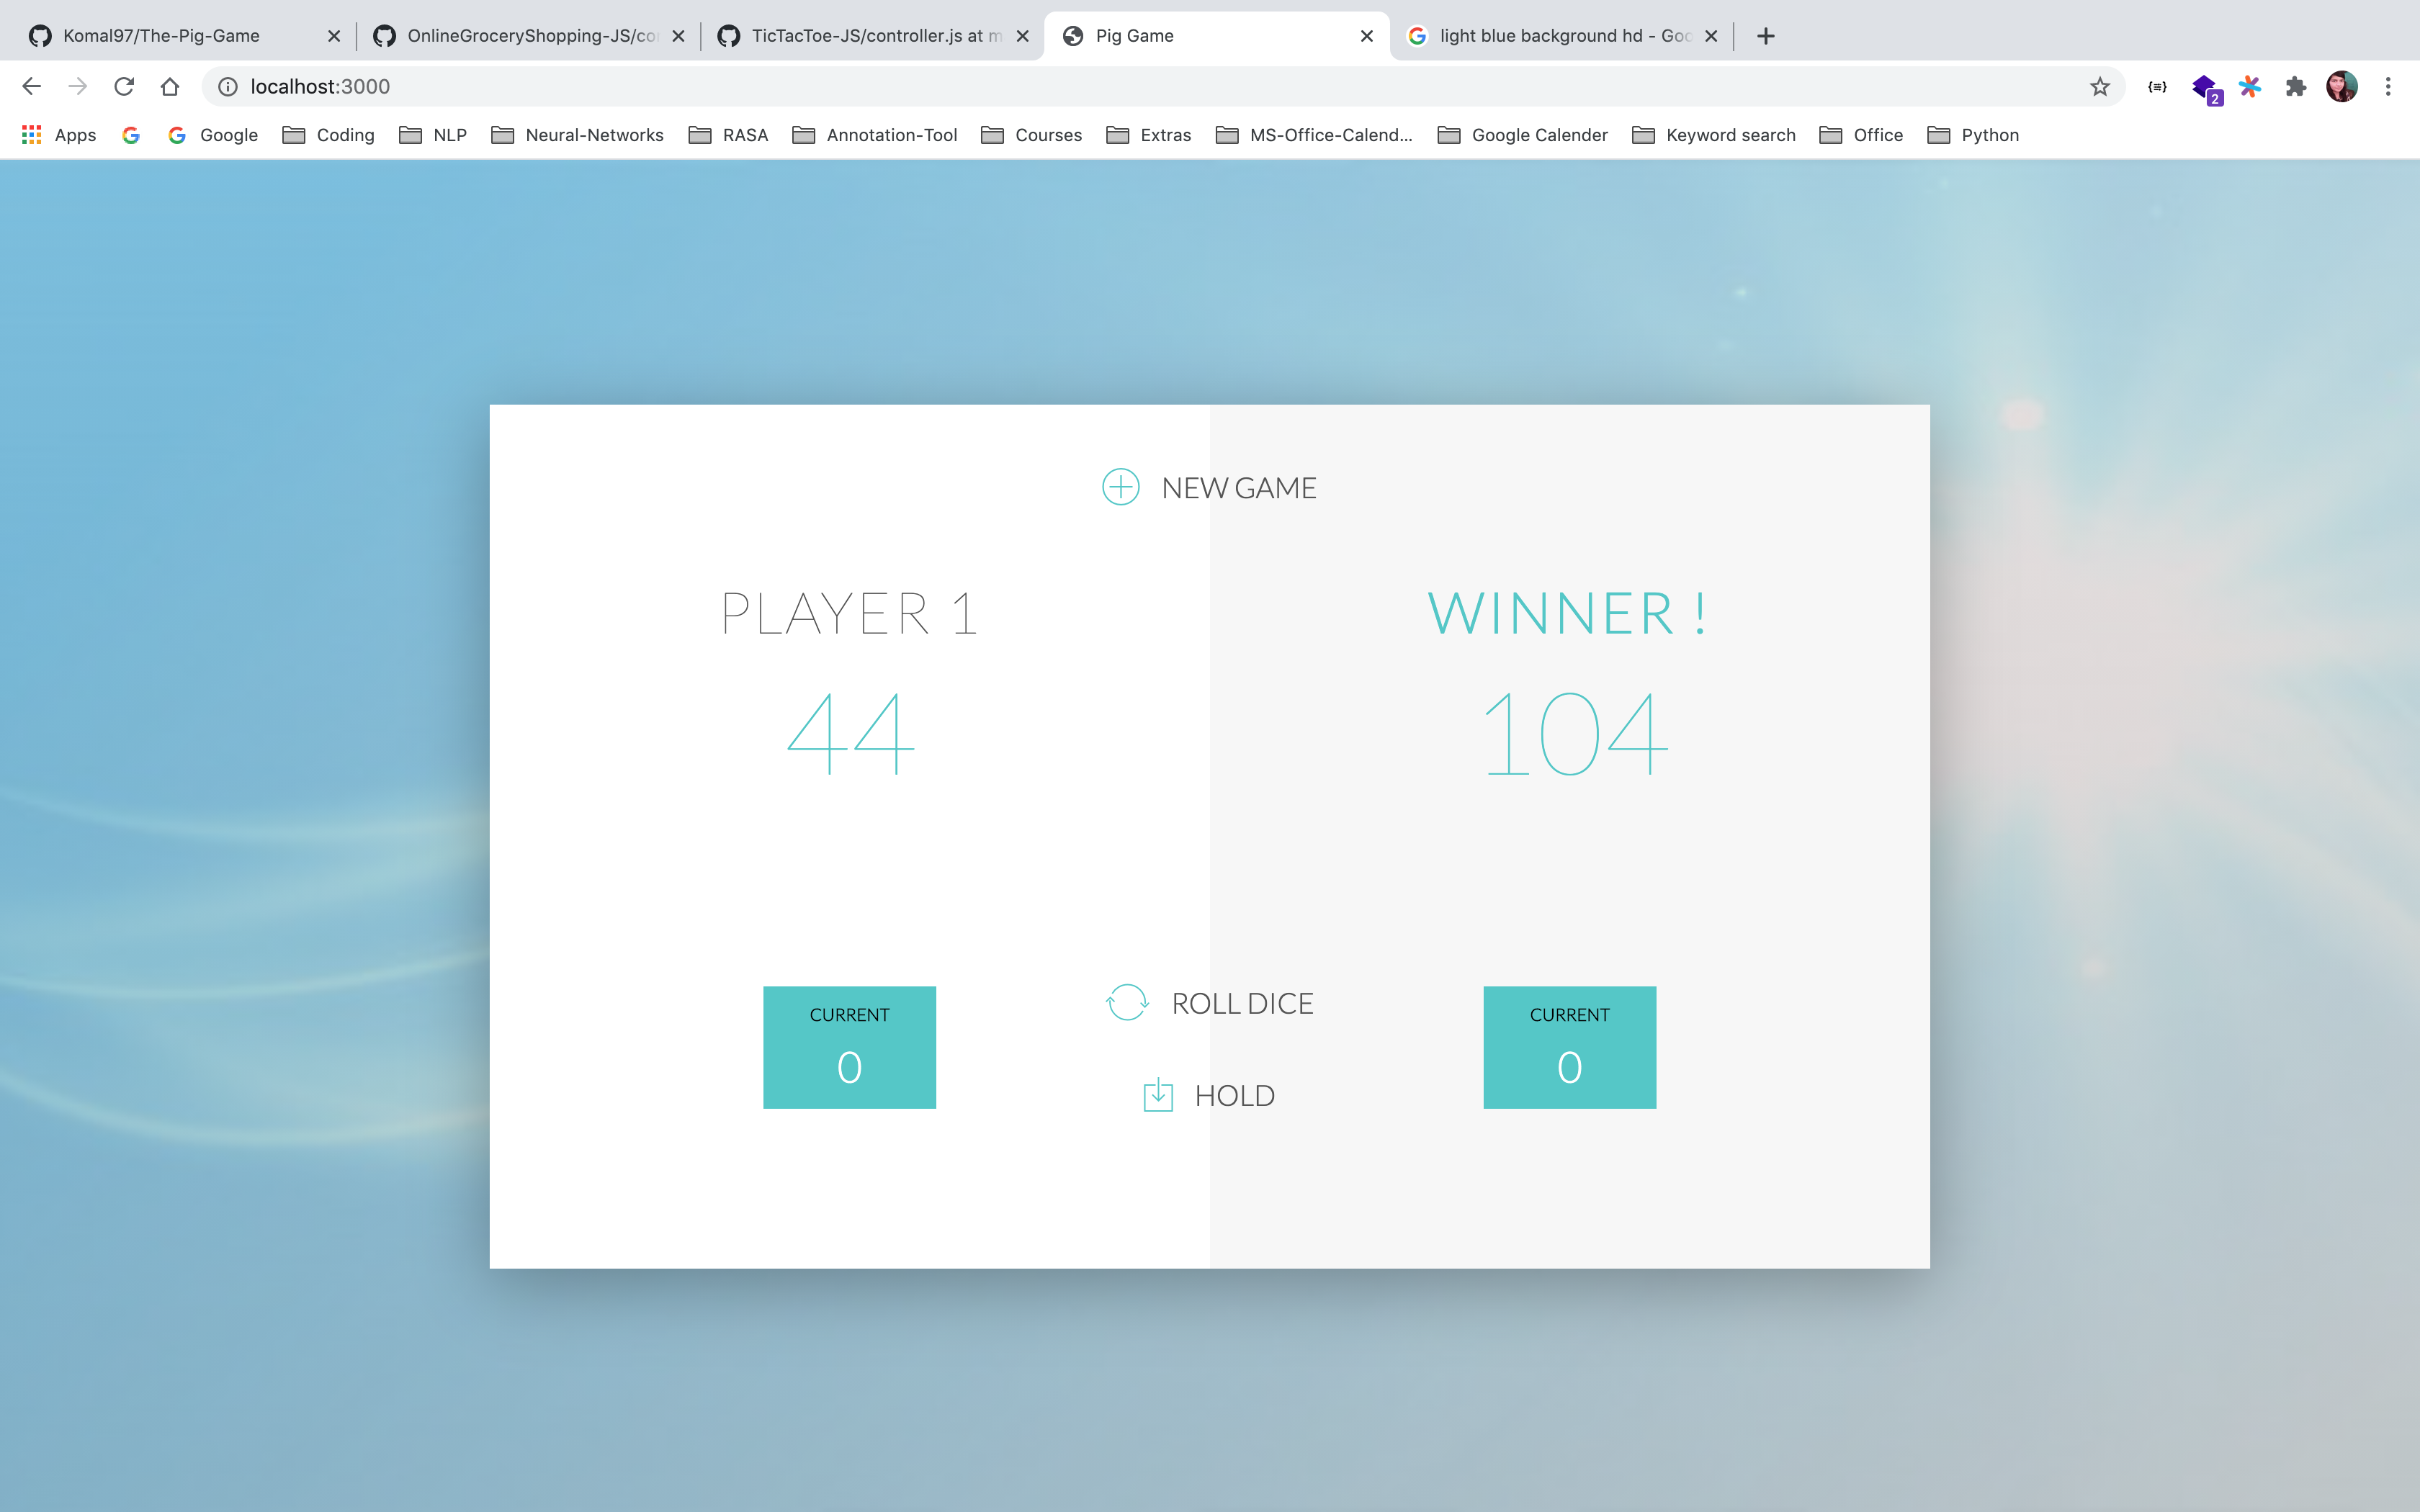 Komal97/The-Pig-Game
OnlineGroceryShopping-JS/co
TicTacToe-JS/controller.js at m
Pig Game
light blue background hd - Goo
localhost:3000
2
Apps
Google
Coding
NLP
Neural-Networks
RASA
Annotation-Tool
Courses
Extras
MS-Office-Calend...
Google Calender
Keyword search
Office
Python
NEW GAME
PLAYER 1
WINNER !
44
104
CURRENT
0
ROLL DICE
HOLD
CURRENT
0